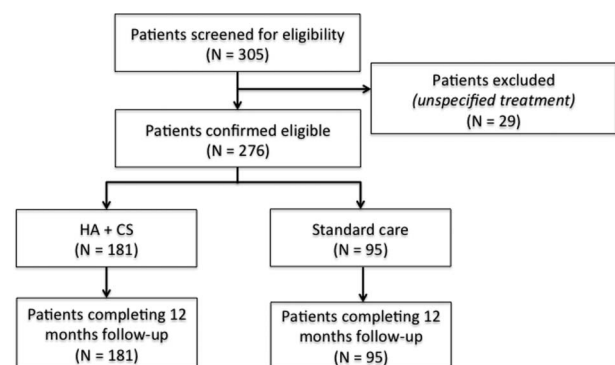 Patients screened for eligibility
(N = 305)
Patients excluded
(unspecified treatment)
(N = 29)
Patients confirmed eligible
(N = 276)
HA + CS
(N = 181)
Standard care
(N = 95)
Patients completing 12
months follow-up
(N = 181)
Patients completing 12
months follow-up
(N = 95)